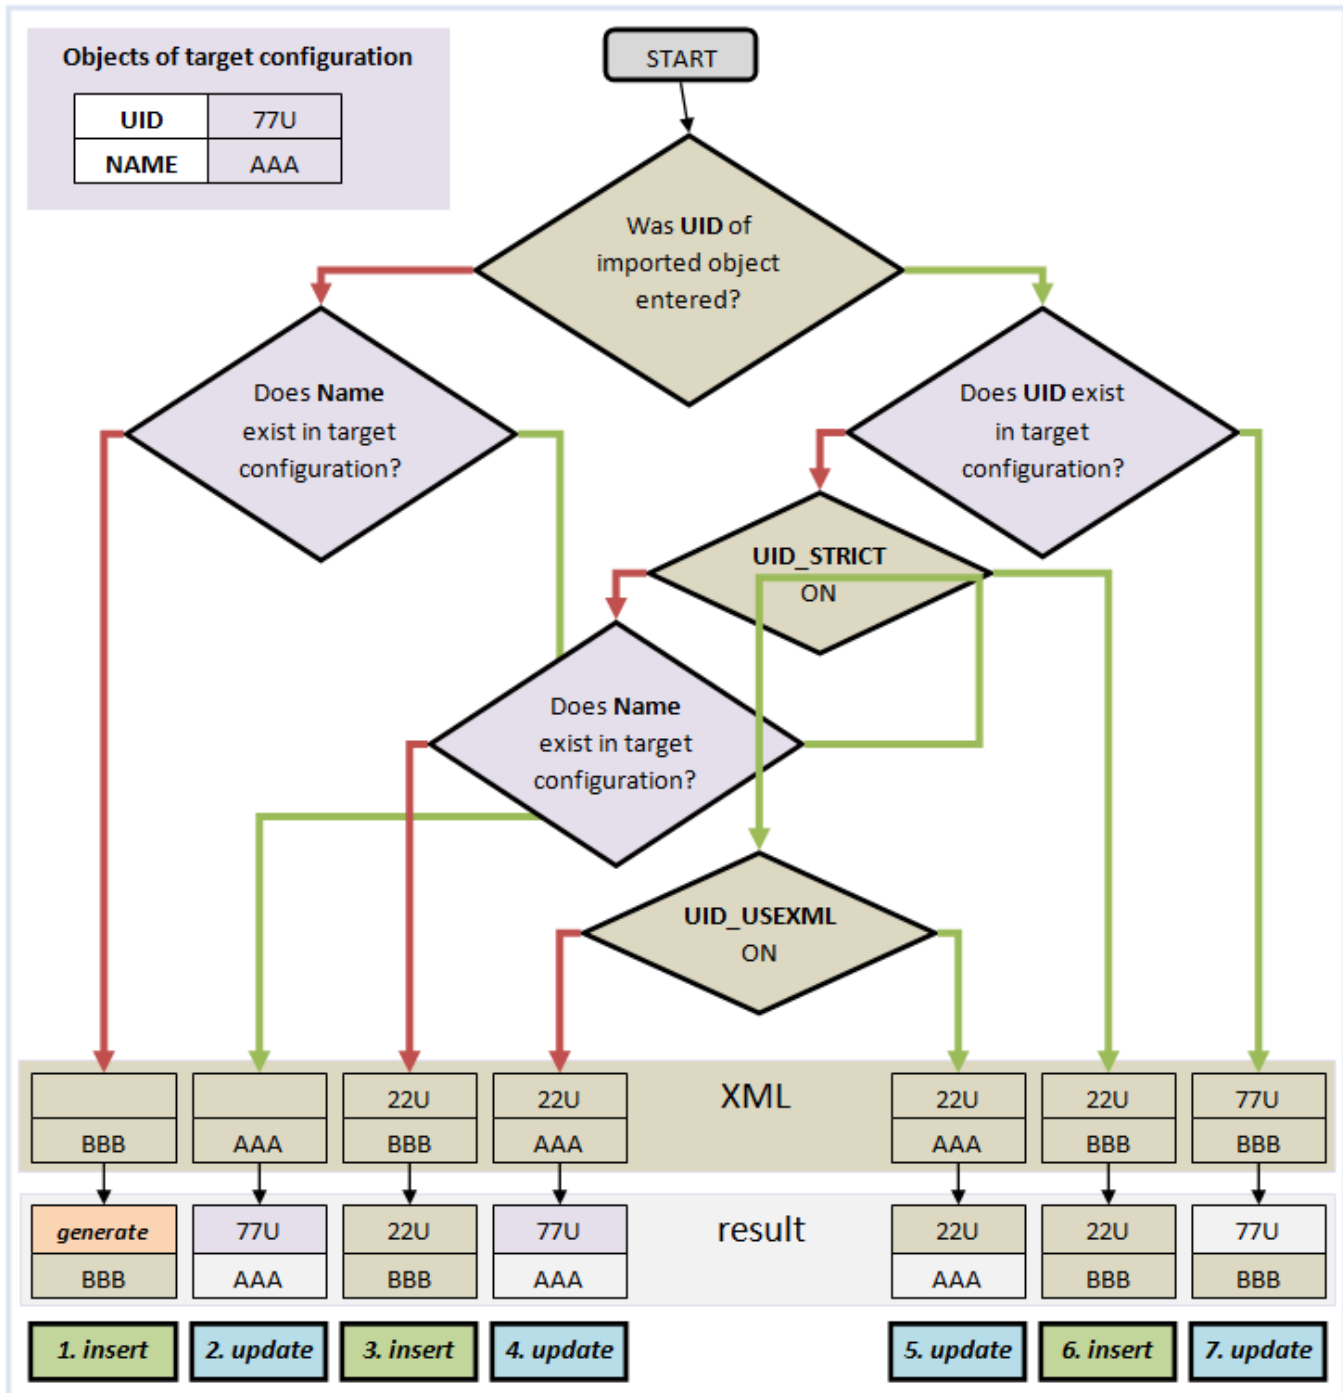 Objects of target configuration
UID 77U
NAME AAA
START
Was UID of
imported object
entered?
Does Name
exist in target
configuration?
Does UID exist
in target
configuration?
UID_STRICT
ON
Does Name
exist in target
configuration?
UID_USEXML
ON
XML
22U 22U 22U 22U 77U
BBB AAA BBB AAA AAA BBB BBB
result
generate 77U 22U 77U 22U 22U 77U
BBB AAA BBB AAA AAA BBB BBB
1. insert 2. update 3. insert 4. update 5. update 6. insert 7. update